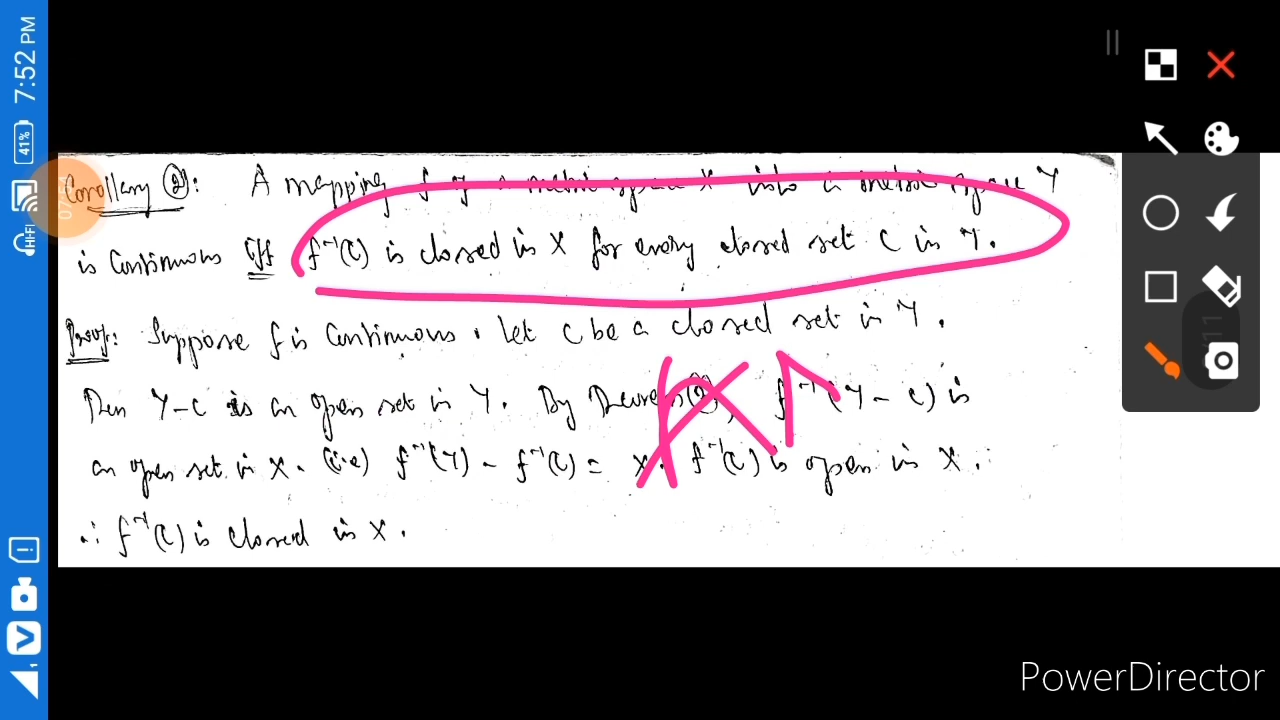 7:52 PM
41%
Corollary (2): A mapping f of a metric space X into a metric space Y
is continuous iff f⁻¹(C) is closed in X for every closed set C in Y.
Proof: Suppose f is continuous. Let C be a closed set in Y.
Then Y-C is an open set in Y. By Theorem (2), f⁻¹(Y-C) is
an open set in X. (i.e) f⁻¹(Y) - f⁻¹(C) = X - f⁻¹(C) is open in X.
∴ f⁻¹(C) is closed in X.
PowerDirector